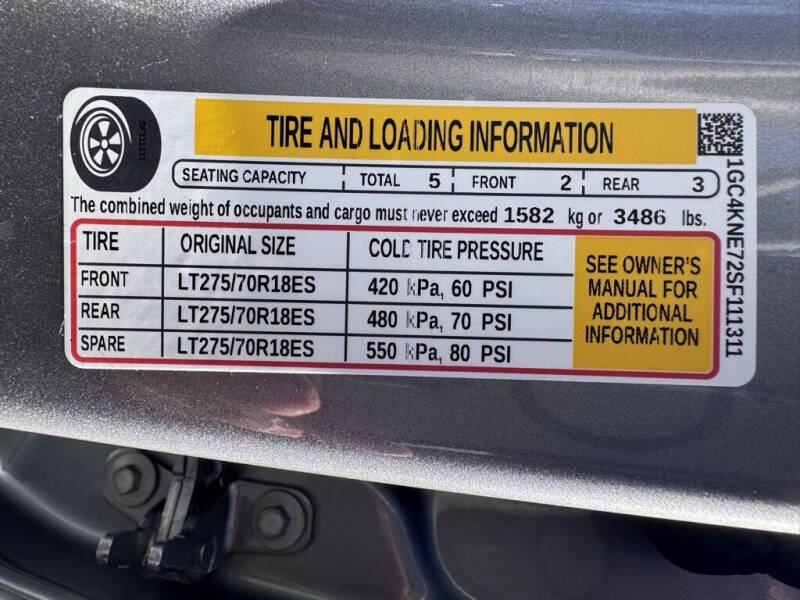 TIRE AND LOADING INFORMATION
SEATING CAPACITY TOTAL 5 FRONT 2 REAR 3
The combined weight of occupants and cargo must never exceed 1582 kg or 3486 lbs.
TIRE ORIGINAL SIZE COLD TIRE PRESSURE
FRONT LT275/70R18ES 420 kPa, 60 PSI
REAR LT275/70R18ES 480 kPa, 70 PSI
SPARE LT275/70R18ES 550 kPa, 80 PSI
SEE OWNER'S
MANUAL FOR
ADDITIONAL
INFORMATION
1GC4KNE72SF111311
SF111311